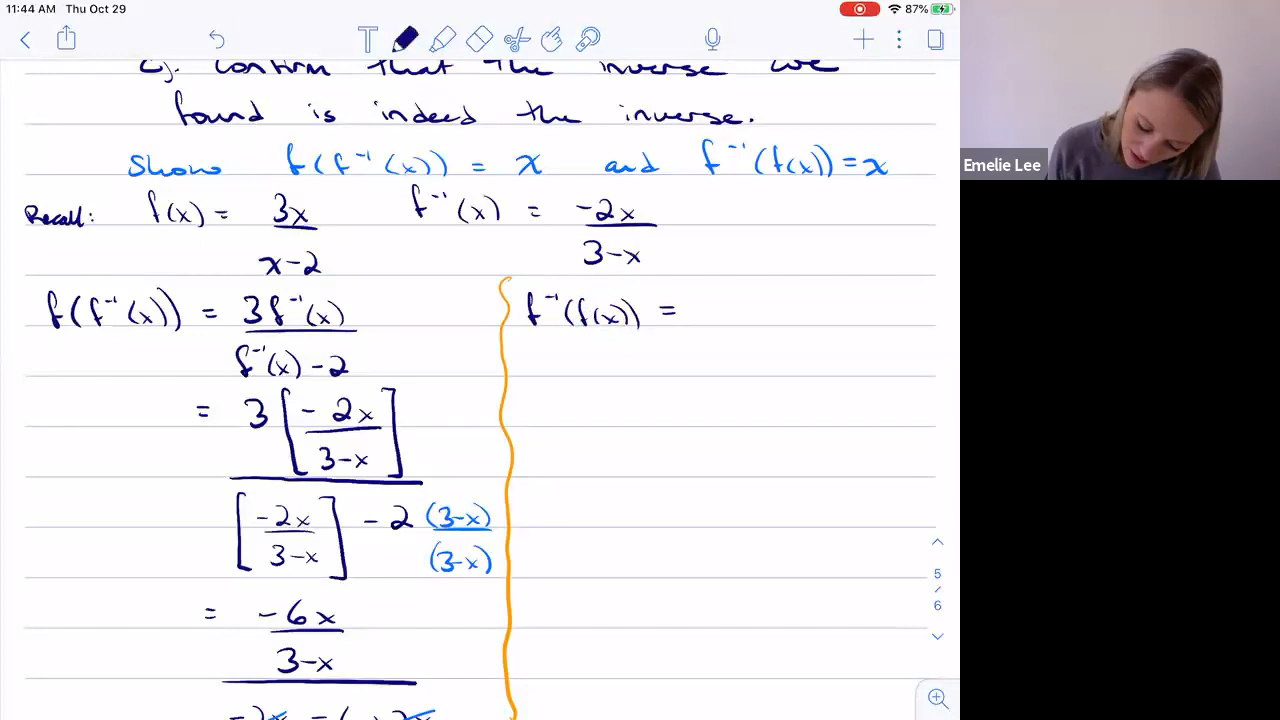 11:44 AM Thu Oct 29
87%
T
c). Confirm that the inverse we
found is indeed the inverse.
Show f(f⁻¹(x)) = x and f⁻¹(f(x)) = x
Recall: f(x) = 3x / x-2 f⁻¹(x) = -2x / 3-x
f(f⁻¹(x)) = 3f⁻¹(x) / f⁻¹(x) - 2
= 3[-2x / 3-x] / [-2x / 3-x] - 2 (3-x) / (3-x)
= -6x / 3-x
f⁻¹(f(x)) =
Emelie Lee
5 / 6